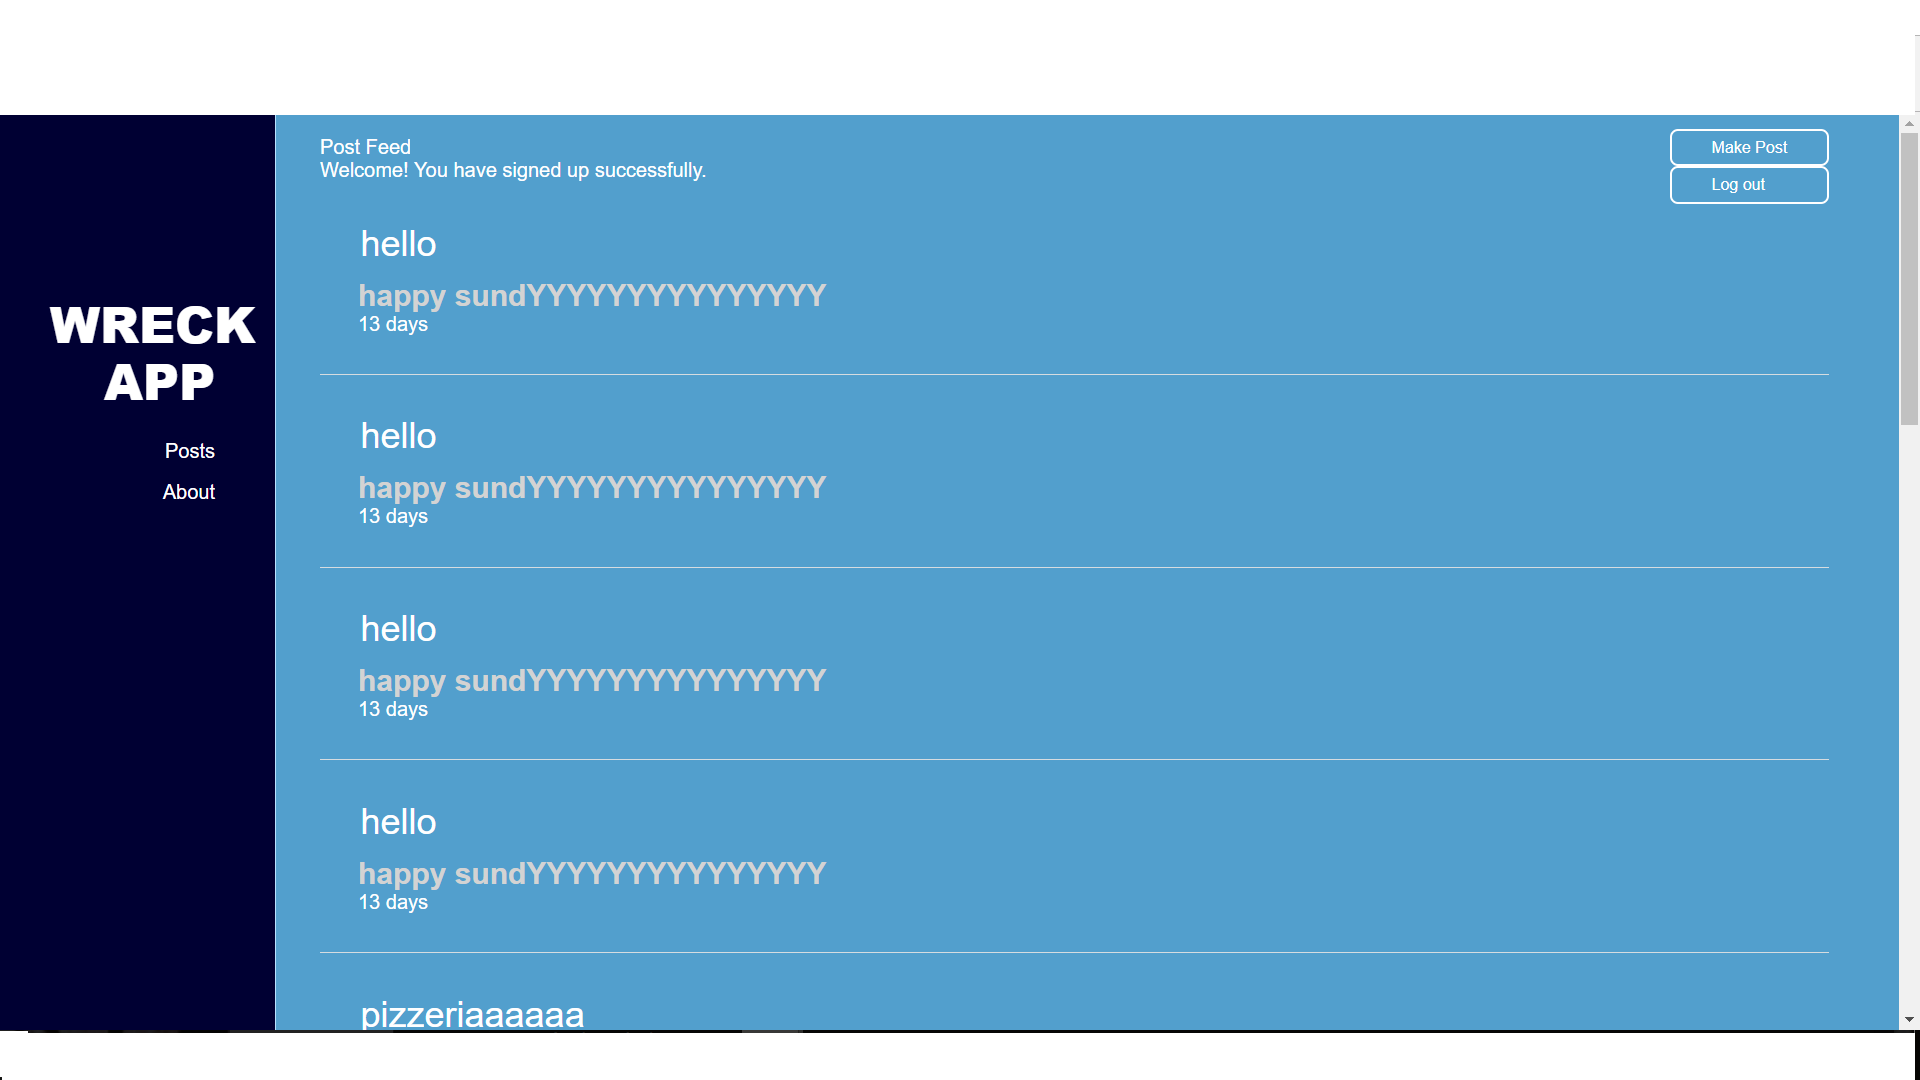 WRECK
APP
Posts
About
Post Feed
Welcome! You have signed up successfully.
Make Post
Log out
hello
happy sundYYYYYYYYYYYYYYY
13 days
hello
happy sundYYYYYYYYYYYYYYY
13 days
hello
happy sundYYYYYYYYYYYYYYY
13 days
hello
happy sundYYYYYYYYYYYYYYY
13 days
pizzeriaaaaaa